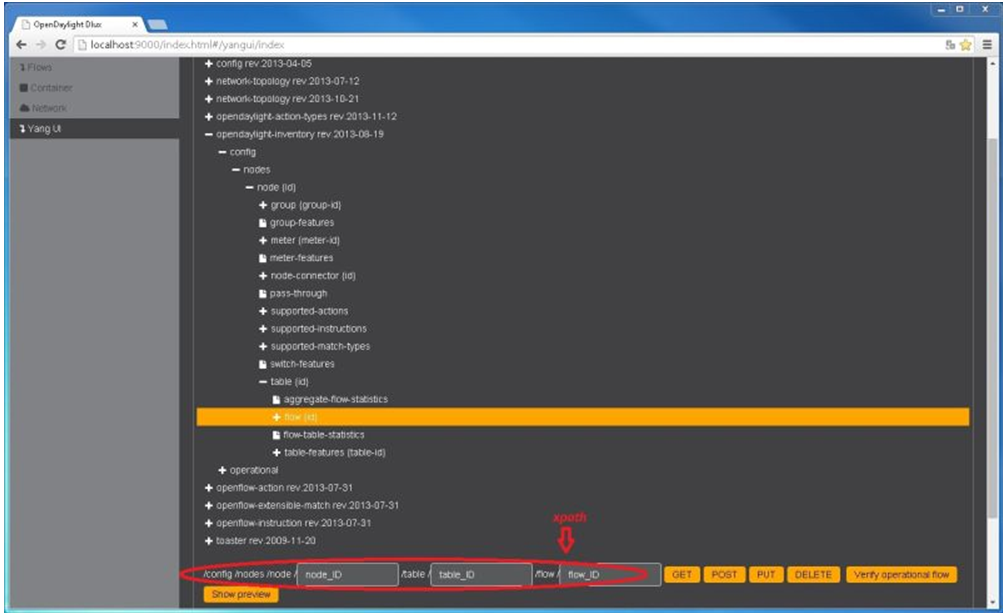 OpenDaylight Dlux
localhost:9000/index.html#/yangui/index
Flows
Container
Network
Yang UI
config rev.2013-04-05
network-topology rev.2013-07-12
network-topology rev.2013-10-21
opendaylight-action-types rev.2013-11-12
opendaylight-inventory rev.2013-08-19
config
nodes
node (id)
group (group-id)
group-features
meter (meter-id)
meter-features
node-connector (id)
pass-through
supported-actions
supported-instructions
supported-match-types
switch-features
table (id)
aggregate-flow-statistics
flow (id)
flow-table-statistics
table-features (table-id)
operational
openflow-action rev.2013-07-31
openflow-extensible-match rev.2013-07-31
openflow-instruction rev.2013-07-31
toaster rev.2009-11-20
xpath
/config /nodes /node / node_ID /table / table_ID /flow / flow_ID GET POST PUT DELETE Verify operational flow
Show preview